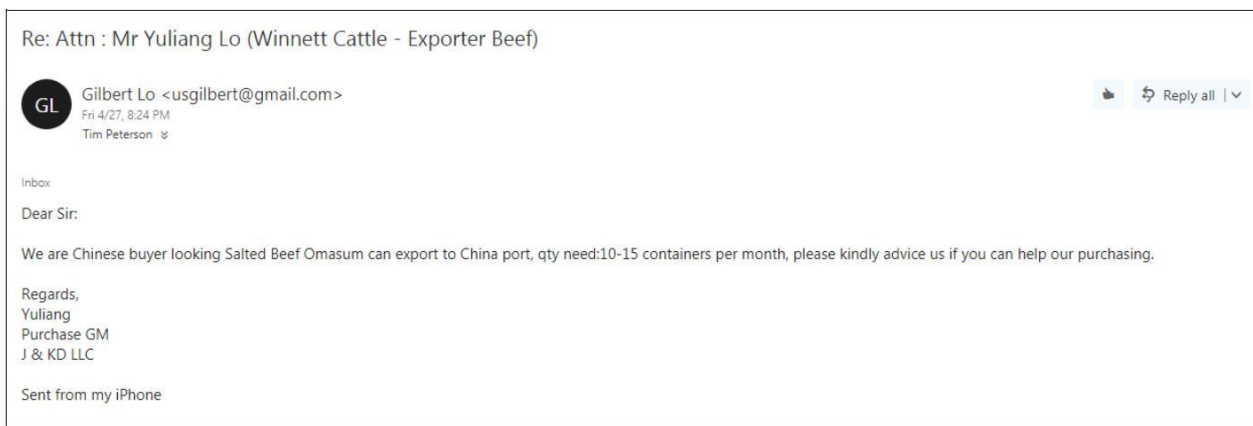 Re: Attn : Mr Yuliang Lo (Winnett Cattle - Exporter Beef)
GL
Gilbert Lo <usgilbert@gmail.com>
Reply all
Fri 4/27, 8:24 PM
Tim Peterson
Inbox
Dear Sir:
We are Chinese buyer looking Salted Beef Omasum can export to China port, qty need:10-15 containers per month, please kindly advice us if you can help our purchasing.
Regards,
Yuliang
Purchase GM
J & KD LLC
Sent from my iPhone